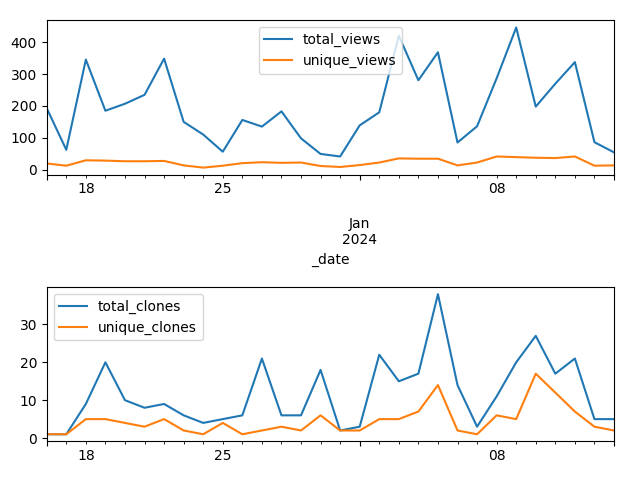 400
300
200
100
0
total_views
unique_views
18
25
08
Jan
2024
_date
30
20
10
0
total_clones
unique_clones
18
25
08